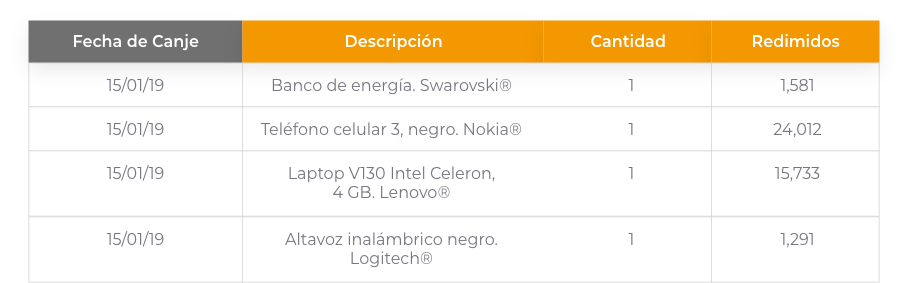 Fecha de Canje Descripción Cantidad Redimidos
15/01/19 Banco de energía. Swarovski® 1 1,581
15/01/19 Teléfono celular 3, negro. Nokia® 1 24,012
15/01/19 Laptop V130 Intel Celeron, 1 15,733
4 GB. Lenovo®
15/01/19 Altavoz inalámbrico negro. 1 1,291
Logitech®